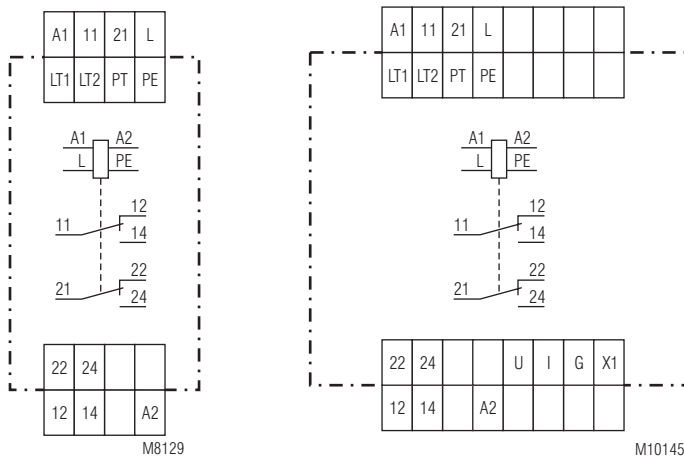 A1 11 21 L
LT1 LT2 PT PE
A1 A2
L PE
12
11
14
22
21
24
22 24
12 14 A2
M8129
A1 11 21 L
LT1 LT2 PT PE
A1 A2
L PE
12
11
14
22
21
24
22 24 U I G X1
12 14 A2
M10145